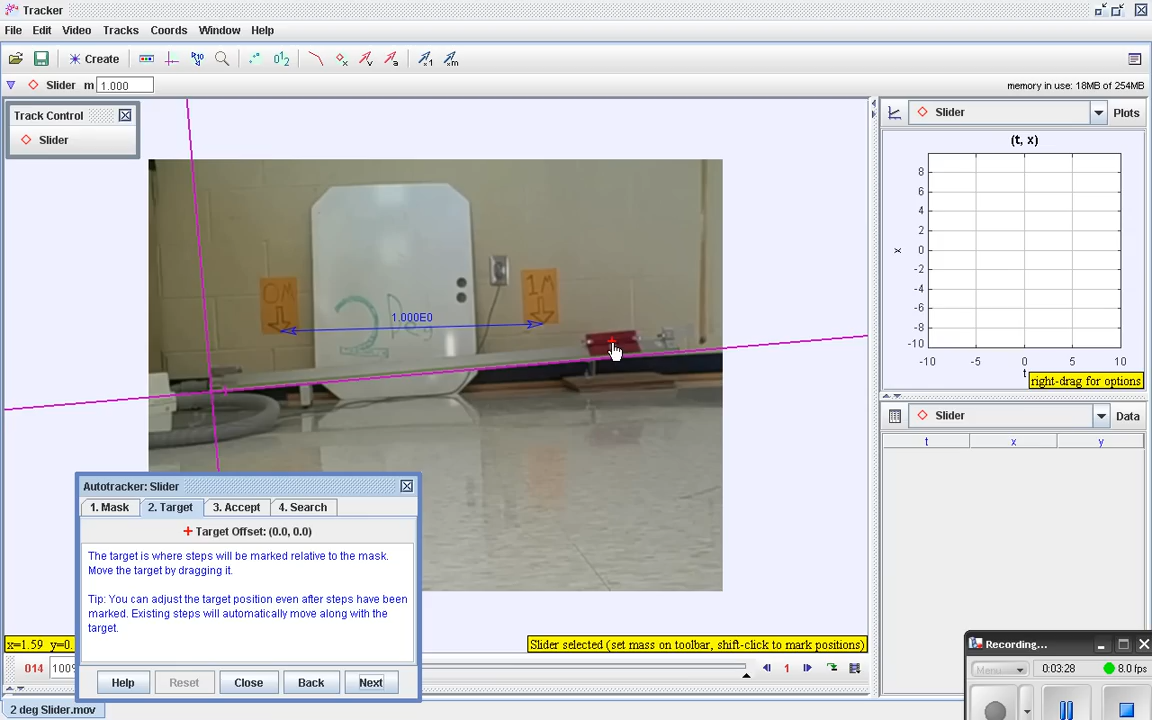 Tracker
File Edit Video Tracks Coords Window Help
Create
Slider m 1.000
memory in use: 18MB of 254MB
Track Control
Slider
Slider
Plots
(t, x)
8
6
4
2
x 0
-2
-4
-6
-8
-10
-10 -5 0 5 10
t
right-drag for options
0M
1M
2 Deg
1.000E0
Slider
Data
t x y
Autotracker: Slider
1. Mask 2. Target 3. Accept 4. Search
Target Offset: (0.0, 0.0)
The target is where steps will be marked relative to the mask.
Move the target by dragging it.
Tip: You can adjust the target position even after steps have been
marked. Existing steps will automatically move along with the
target.
x=1.59 y=0.
Slider selected (set mass on toolbar, shift-click to mark positions)
014 100%
1
Help Reset Close Back Next
2 deg Slider.mov
Recording...
Menu 0:03:28 8.0 fps